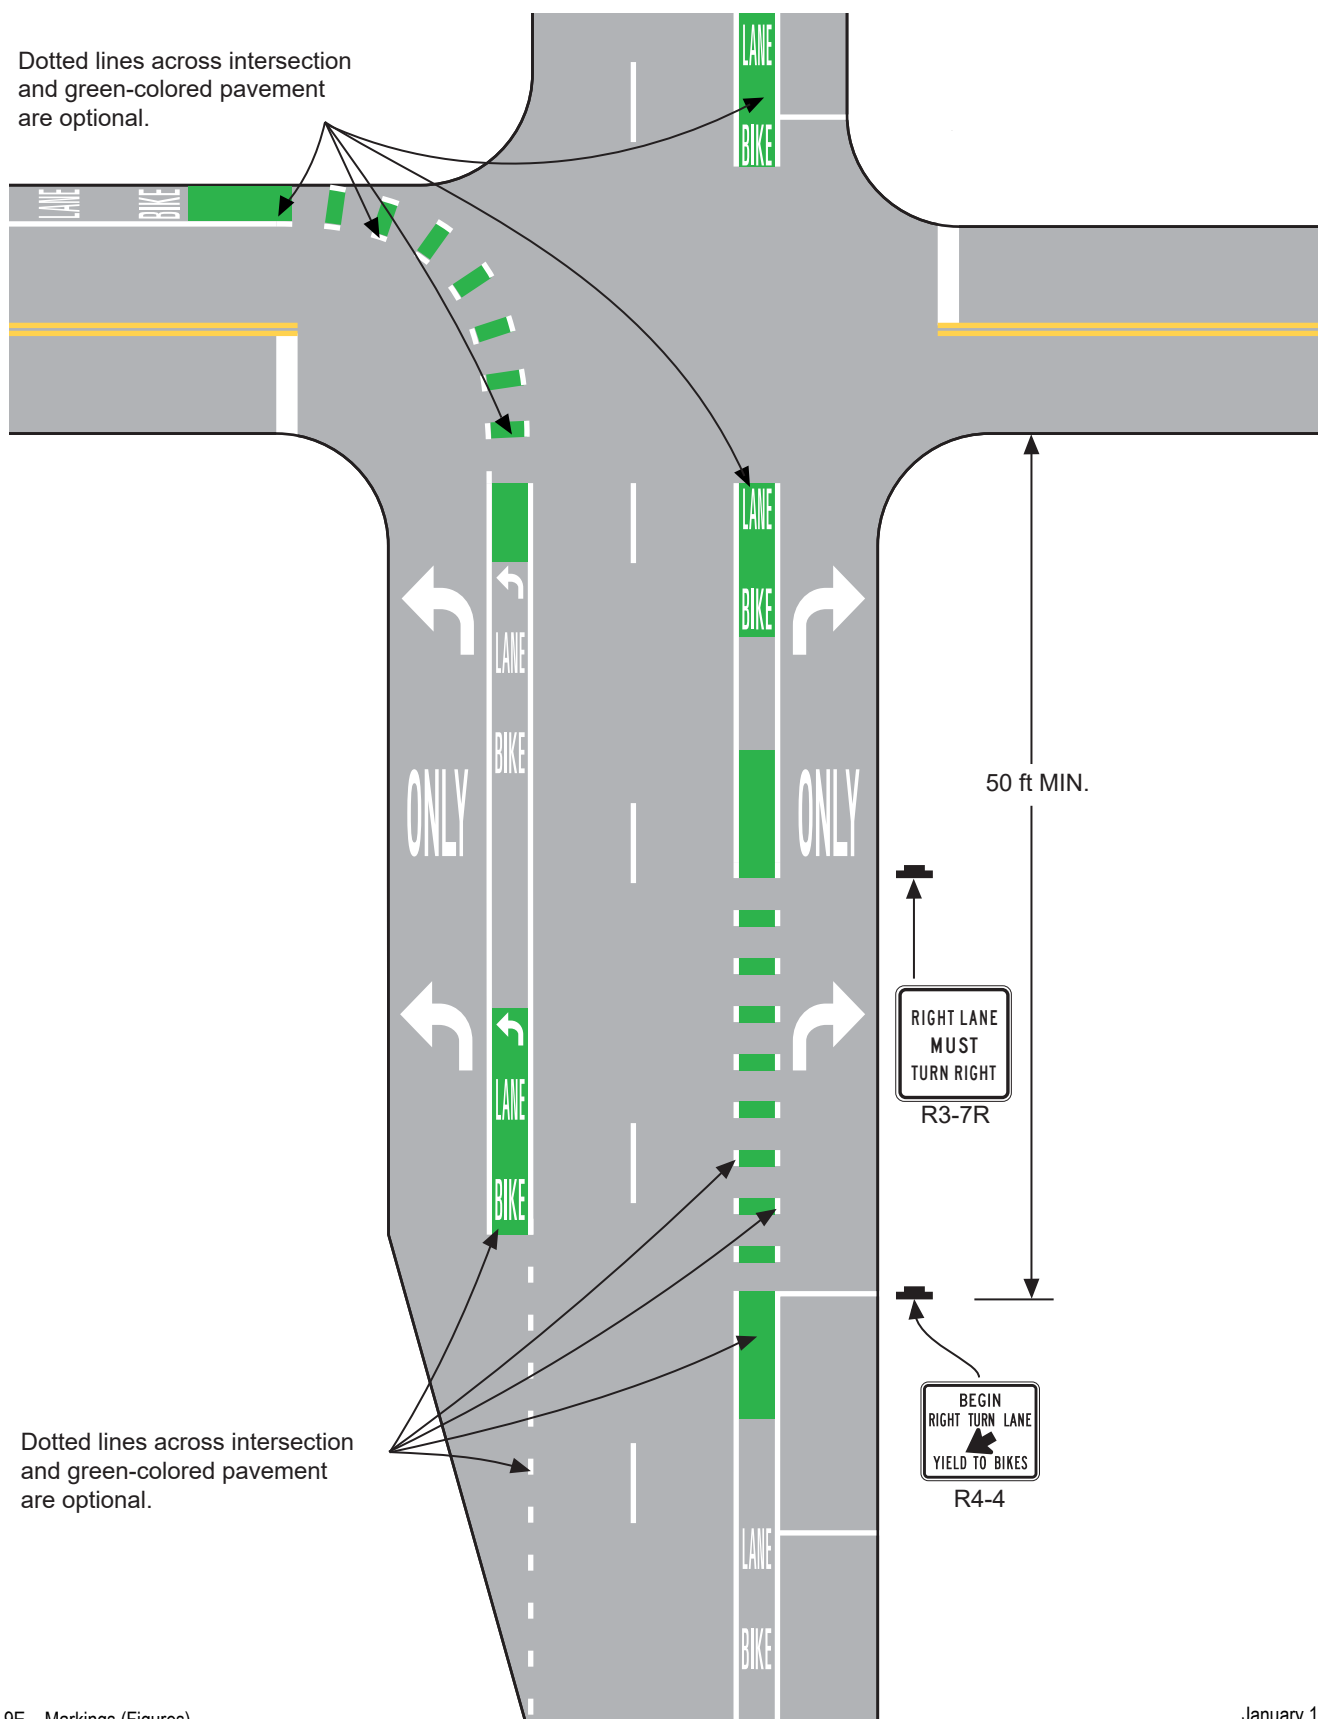 Dotted lines across intersection
and green-colored pavement
are optional.
LANE
BIKE
LANE
BIKE
LANE
BIKE
LANE
BIKE
ONLY
ONLY
50 ft MIN.
RIGHT LANE
MUST
TURN RIGHT
R3-7R
LANE
BIKE
BEGIN
RIGHT TURN LANE
YIELD TO BIKES
R4-4
Dotted lines across intersection
and green-colored pavement
are optional.
LANE
BIKE
January 1